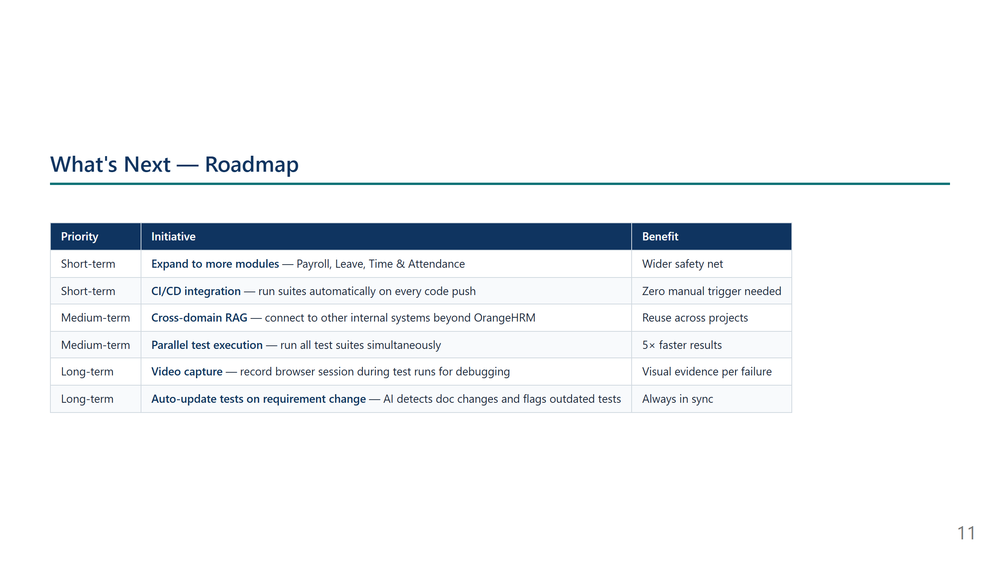 What's Next — Roadmap
Priority Initiative Benefit
Short-term Expand to more modules — Payroll, Leave, Time & Attendance Wider safety net
Short-term CI/CD integration — run suites automatically on every code push Zero manual trigger needed
Medium-term Cross-domain RAG — connect to other internal systems beyond OrangeHRM Reuse across projects
Medium-term Parallel test execution — run all test suites simultaneously 5× faster results
Long-term Video capture — record browser session during test runs for debugging Visual evidence per failure
Long-term Auto-update tests on requirement change — AI detects doc changes and flags outdated tests Always in sync
11